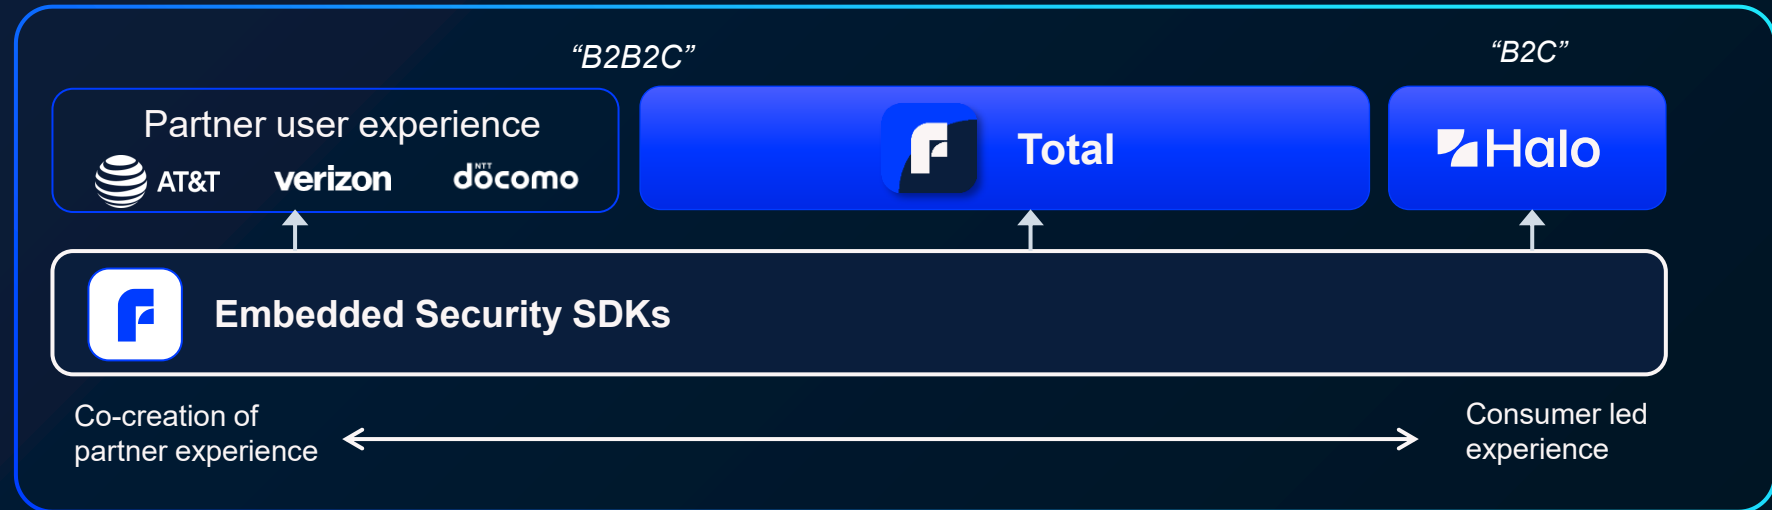 “B2B2C”
“B2C”
Partner user experience
AT&T
verizon
NTT
döcomo
Total
Halo
Embedded Security SDKs
Co-creation of
partner experience
Consumer led
experience